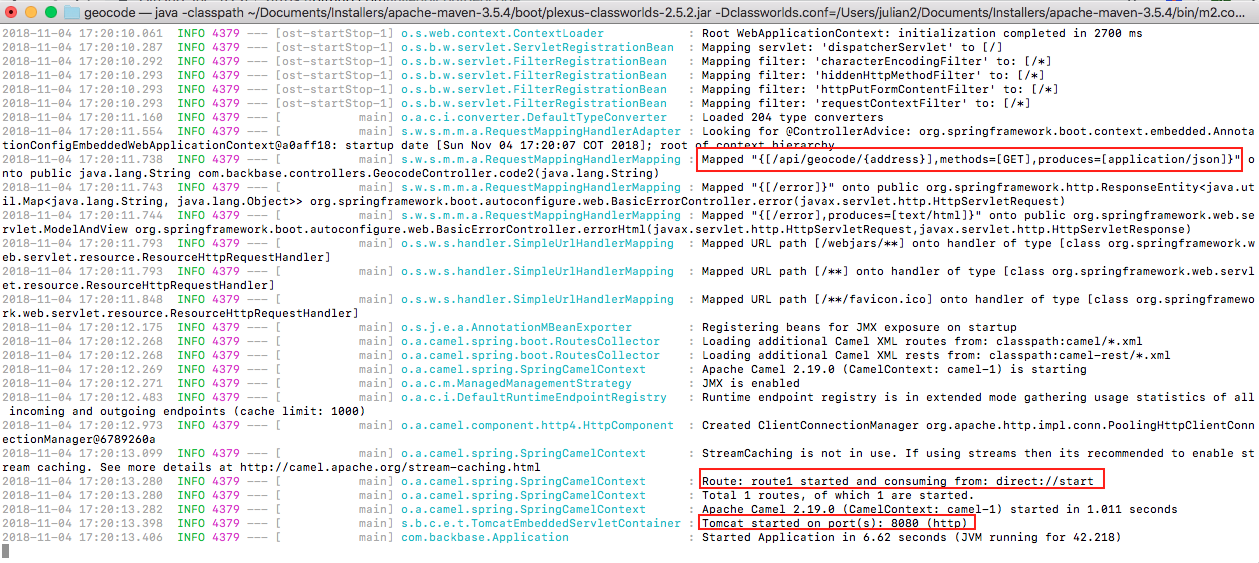 geocode — java -classpath ~/Documents/Installers/apache-maven-3.5.4/boot/plexus-classworlds-2.5.2.jar -Dclassworlds.conf=/Users/julian2/Documents/Installers/apache-maven-3.5.4/bin/m2.co...
2018-11-04 17:20:10.061  INFO 4379 --- [ost-startStop-1] o.s.web.context.ContextLoader            : Root WebApplicationContext: initialization completed in 2700 ms
2018-11-04 17:20:10.288  INFO 4379 --- [ost-startStop-1] o.s.b.w.servlet.ServletRegistrationBean  : Mapping servlet: 'dispatcherServlet' to [/]
2018-11-04 17:20:10.292  INFO 4379 --- [ost-startStop-1] o.s.b.w.servlet.FilterRegistrationBean   : Mapping filter: 'characterEncodingFilter' to: [/*]
2018-11-04 17:20:10.293  INFO 4379 --- [ost-startStop-1] o.s.b.w.servlet.FilterRegistrationBean   : Mapping filter: 'hiddenHttpMethodFilter' to: [/*]
2018-11-04 17:20:10.293  INFO 4379 --- [ost-startStop-1] o.s.b.w.servlet.FilterRegistrationBean   : Mapping filter: 'httpPutFormContentFilter' to: [/*]
2018-11-04 17:20:10.293  INFO 4379 --- [ost-startStop-1] o.s.b.w.servlet.FilterRegistrationBean   : Mapping filter: 'requestContextFilter' to: [/*]
2018-11-04 17:20:11.160  INFO 4379 --- [           main] o.a.c.i.converter.DefaultTypeConverter   : Loaded 204 type converters
2018-11-04 17:20:11.554  INFO 4379 --- [           main] s.w.s.m.m.a.RequestMappingHandlerAdapter : Looking for @ControllerAdvice: org.springframework.boot.context.embedded.Annota
tionConfigEmbeddedWebApplicationContext@a0aff18: startup date [Sun Nov 04 17:20:07 COT 2018]; root of context hierarchy
2018-11-04 17:20:11.738  INFO 4379 --- [           main] s.w.s.m.m.a.RequestMappingHandlerMapping : Mapped "{[/api/geocode/{address}],methods=[GET],produces=[application/json]}" o
nto public java.lang.String com.backbase.controllers.GeocodeController.code2(java.lang.String)
2018-11-04 17:20:11.743  INFO 4379 --- [           main] s.w.s.m.m.a.RequestMappingHandlerMapping : Mapped "{[/error]}" onto public org.springframework.http.ResponseEntity<java.ut
il.Map<java.lang.String, java.lang.Object>> org.springframework.boot.autoconfigure.web.BasicErrorController.error(javax.servlet.http.HttpServletRequest)
2018-11-04 17:20:11.744  INFO 4379 --- [           main] s.w.s.m.m.a.RequestMappingHandlerMapping : Mapped "{[/error],produces=[text/html]}" onto public org.springframework.web.se
rvlet.ModelAndView org.springframework.boot.autoconfigure.web.BasicErrorController.errorHtml(javax.servlet.http.HttpServletRequest,javax.servlet.http.HttpServletResponse)
2018-11-04 17:20:11.793  INFO 4379 --- [           main] o.s.w.s.handler.SimpleUrlHandlerMapping  : Mapped URL path [/webjars/**] onto handler of type [class org.springframework.w
eb.servlet.resource.ResourceHttpRequestHandler]
2018-11-04 17:20:11.793  INFO 4379 --- [           main] o.s.w.s.handler.SimpleUrlHandlerMapping  : Mapped URL path [/**] onto handler of type [class org.springframework.web.servl
et.resource.ResourceHttpRequestHandler]
2018-11-04 17:20:11.848  INFO 4379 --- [           main] o.s.w.s.handler.SimpleUrlHandlerMapping  : Mapped URL path [/**/favicon.ico] onto handler of type [class org.springframewo
rk.web.servlet.resource.ResourceHttpRequestHandler]
2018-11-04 17:20:12.175  INFO 4379 --- [           main] o.s.j.e.a.AnnotationMBeanExporter        : Registering beans for JMX exposure on startup
2018-11-04 17:20:12.268  INFO 4379 --- [           main] o.a.camel.spring.boot.RoutesCollector    : Loading additional Camel XML routes from: classpath:camel/*.xml
2018-11-04 17:20:12.268  INFO 4379 --- [           main] o.a.camel.spring.boot.RoutesCollector    : Loading additional Camel XML rests from: classpath:camel-rest/*.xml
2018-11-04 17:20:12.269  INFO 4379 --- [           main] o.a.camel.spring.SpringCamelContext      : Apache Camel 2.19.0 (CamelContext: camel-1) is starting
2018-11-04 17:20:12.271  INFO 4379 --- [           main] o.a.c.m.ManagedManagementStrategy        : JMX is enabled
2018-11-04 17:20:12.483  INFO 4379 --- [           main] o.a.c.i.DefaultRuntimeEndpointRegistry   : Runtime endpoint registry is in extended mode gathering usage statistics of all
 incoming and outgoing endpoints (cache limit: 1000)
2018-11-04 17:20:12.973  INFO 4379 --- [           main] o.a.camel.component.http4.HttpComponent  : Created ClientConnectionManager org.apache.http.impl.conn.PoolingHttpClientConn
nectionManager@6789260a
2018-11-04 17:20:13.099  INFO 4379 --- [           main] o.a.camel.spring.SpringCamelContext      : StreamCaching is not in use. If using streams then its recommended to enable st
ream caching. See more details at http://camel.apache.org/stream-caching.html
2018-11-04 17:20:13.280  INFO 4379 --- [           main] o.a.camel.spring.SpringCamelContext      : Route: route1 started and consuming from: direct://start
2018-11-04 17:20:13.280  INFO 4379 --- [           main] o.a.camel.spring.SpringCamelContext      : Total 1 routes, of which 1 are started.
2018-11-04 17:20:13.282  INFO 4379 --- [           main] o.a.camel.spring.SpringCamelContext      : Apache Camel 2.19.0 (CamelContext: camel-1) started in 1.011 seconds
2018-11-04 17:20:13.398  INFO 4379 --- [           main] s.b.c.e.t.TomcatEmbeddedServletContainer : Tomcat started on port(s): 8080 (http)
2018-11-04 17:20:13.406  INFO 4379 --- [           main] com.backbase.Application                 : Started Application in 6.62 seconds (JVM running for 42.218)